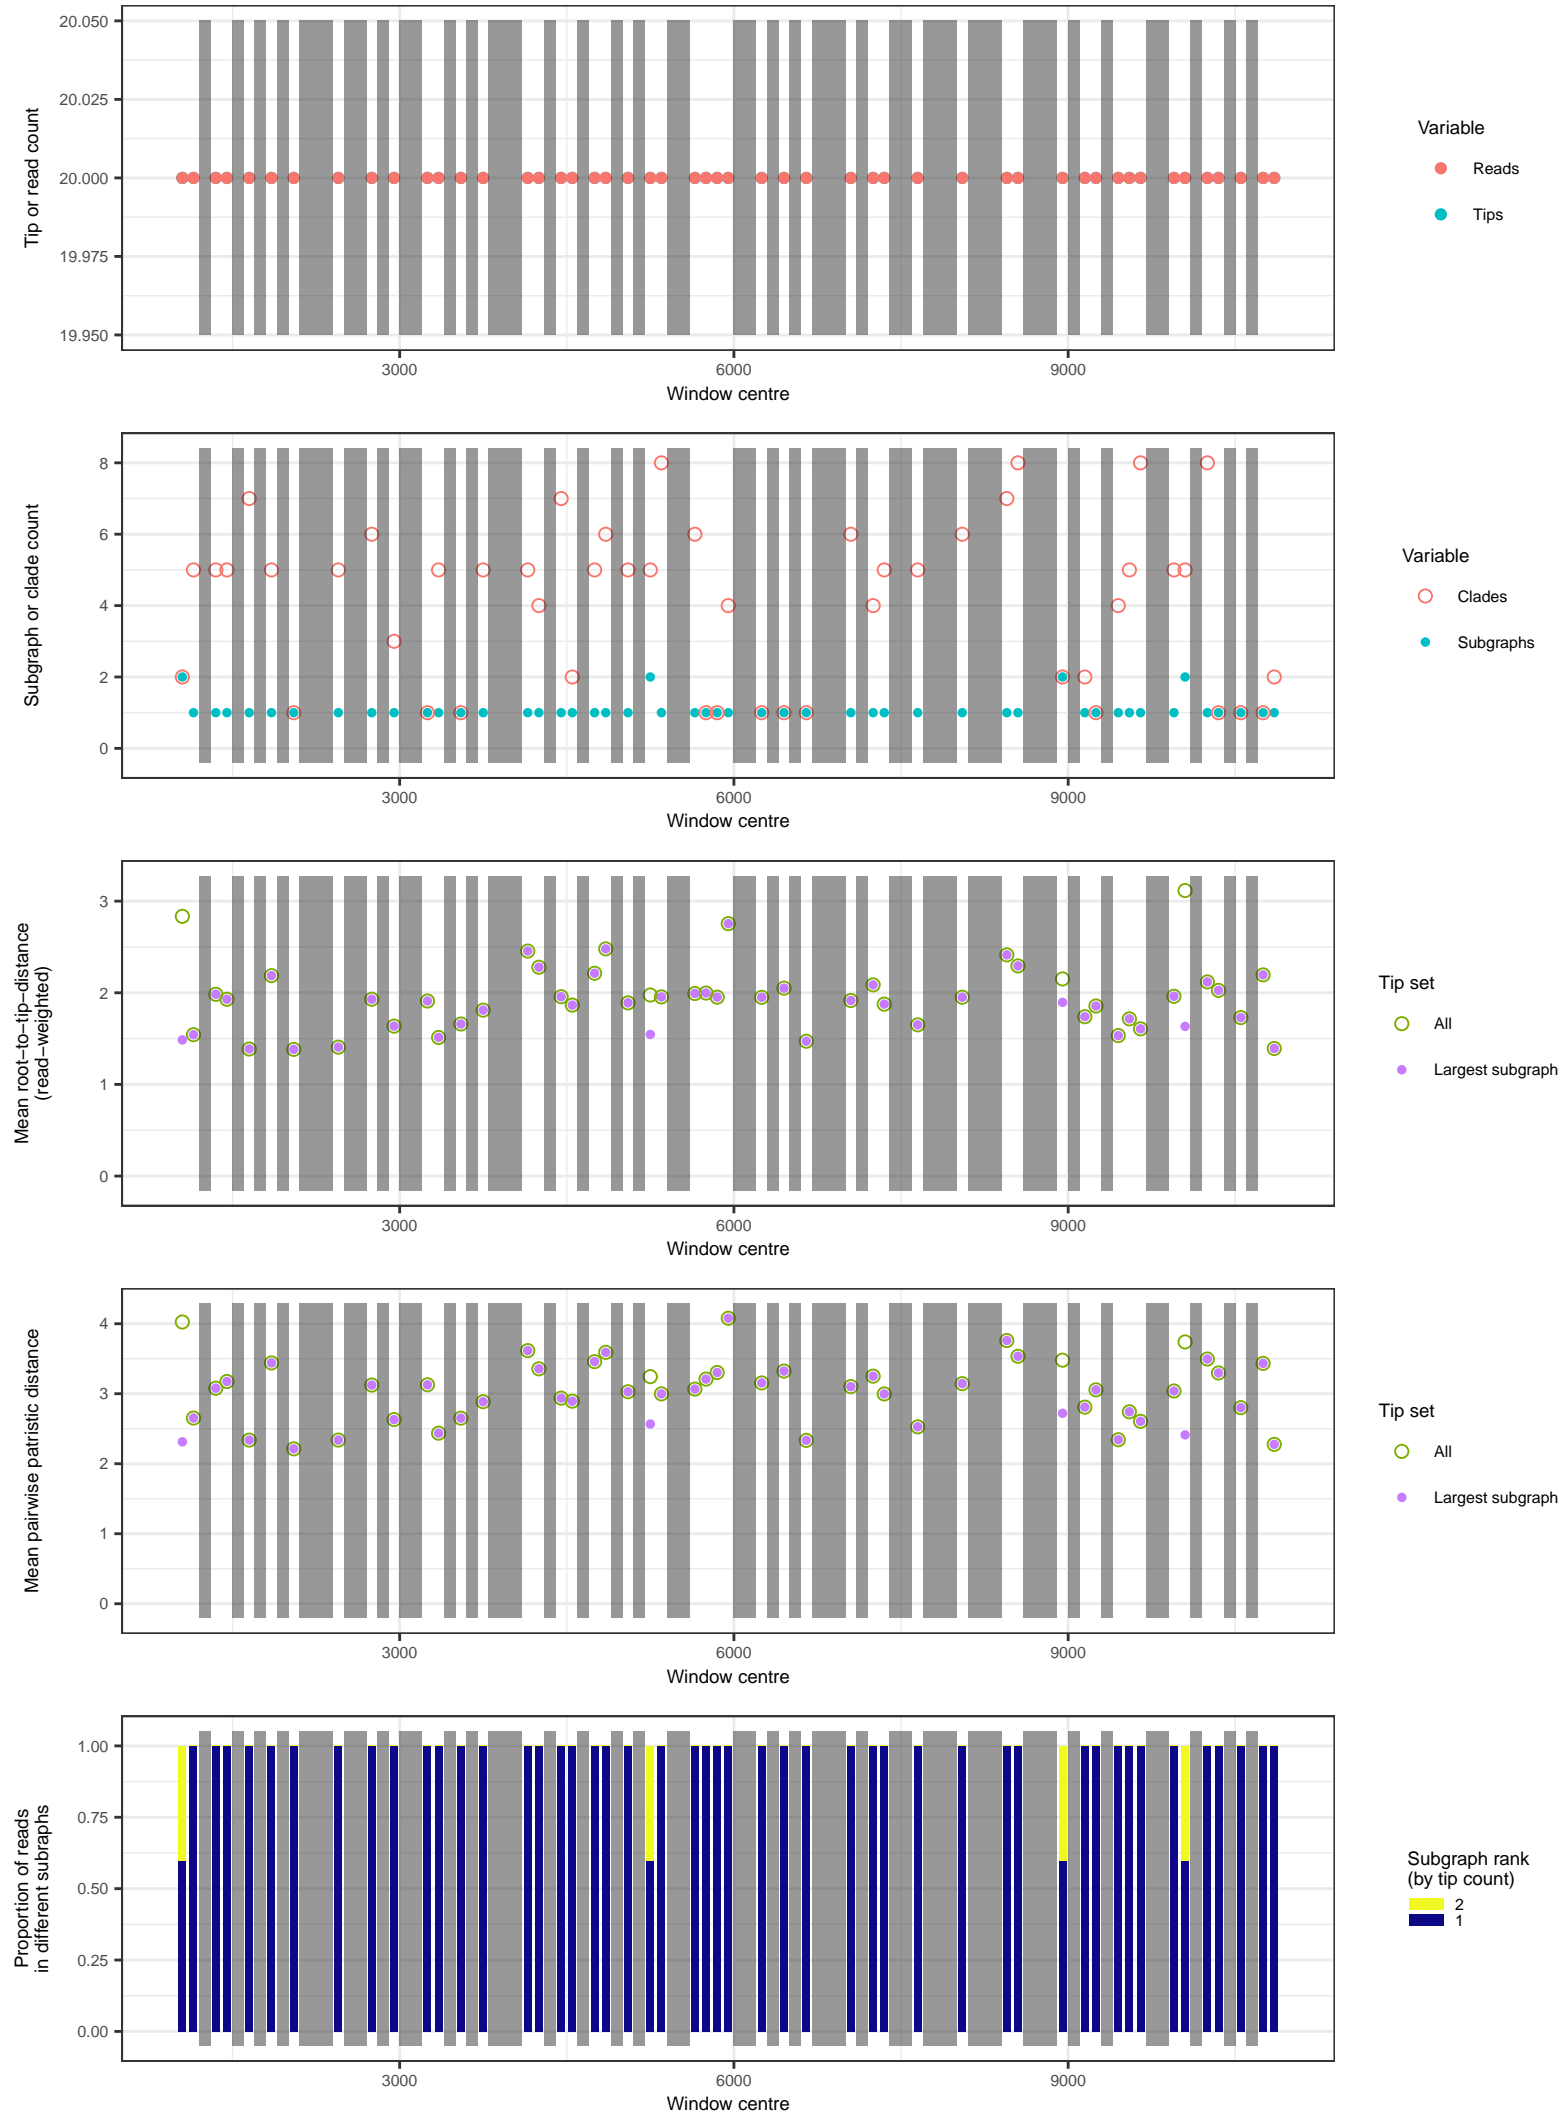 20.050
20.025
20.000
19.975
19.950
Tip or read count
3000
6000
9000
Window centre
Variable
Reads
Tips
8
6
4
2
0
Subgraph or clade count
3000
6000
9000
Window centre
Variable
Clades
Subgraphs
3
2
1
0
Mean root−to−tip−distance
(read−weighted)
3000
6000
9000
Window centre
Tip set
All
Largest subgraph
4
3
2
1
0
Mean pairwise patristic distance
3000
6000
9000
Window centre
Tip set
All
Largest subgraph
1.00
0.75
0.50
0.25
0.00
Proportion of reads
in different subraphs
3000
6000
9000
Window centre
Subgraph rank
(by tip count)
2
1